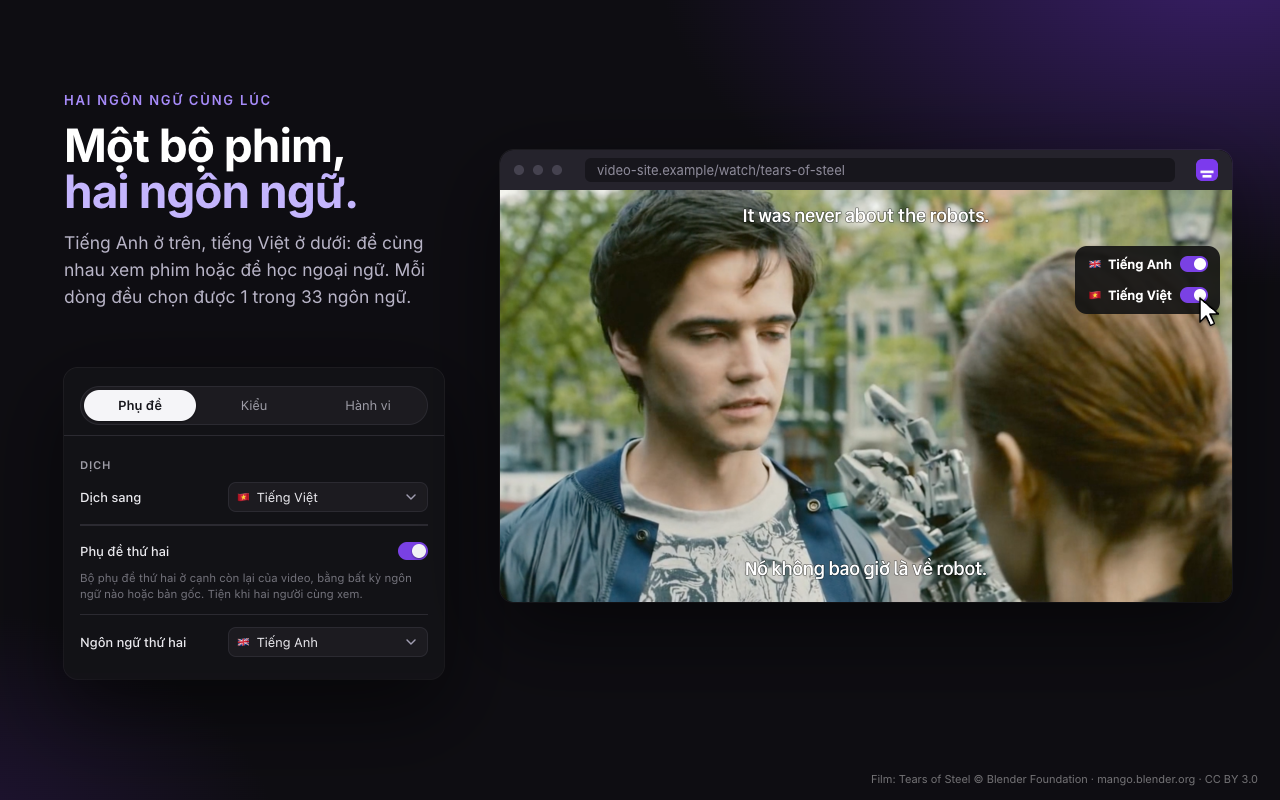 HAI NGÔN NGỮ CÙNG LÚC
Một bộ phim,
hai ngôn ngữ.
Tiếng Anh ở trên, tiếng Việt ở dưới: để cùng
nhau xem phim hoặc để học ngoại ngữ. Mỗi
dòng đều chọn được 1 trong 33 ngôn ngữ.
Phụ đề
Kiểu
Hành vi
DỊCH
Dịch sang
Tiếng Việt
Phụ đề thứ hai
Bộ phụ đề thứ hai ở cạnh còn lại của video, bằng bất kỳ ngôn
ngữ nào hoặc bản gốc. Tiện khi hai người cùng xem.
Ngôn ngữ thứ hai
Tiếng Anh
video-site.example/watch/tears-of-steel
It was never about the robots.
Tiếng Anh
Tiếng Việt
Nó không bao giờ là về robot.
Film: Tears of Steel © Blender Foundation · mango.blender.org · CC BY 3.0